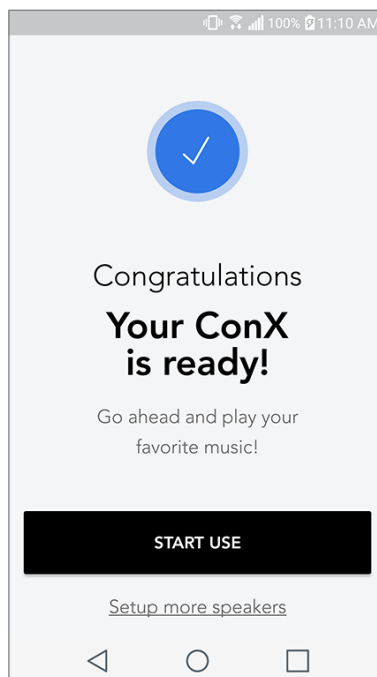 100% 11:10 AM
Congratulations
Your ConX
is ready!
Go ahead and play your
favorite music!
START USE
Setup more speakers